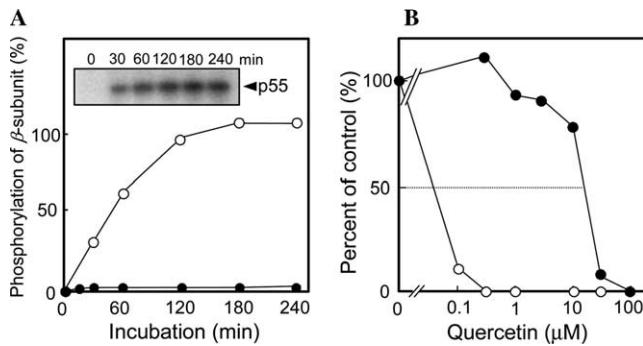 A
0 30 60 120 180 240 min
p55
Phosphorylation of β-subunit (%)
100
50
0
0 60 120 180 240
Incubation (min)
B
Percent of control (%)
100
50
0
0 0.1 1 10 100
Quercetin (μM)